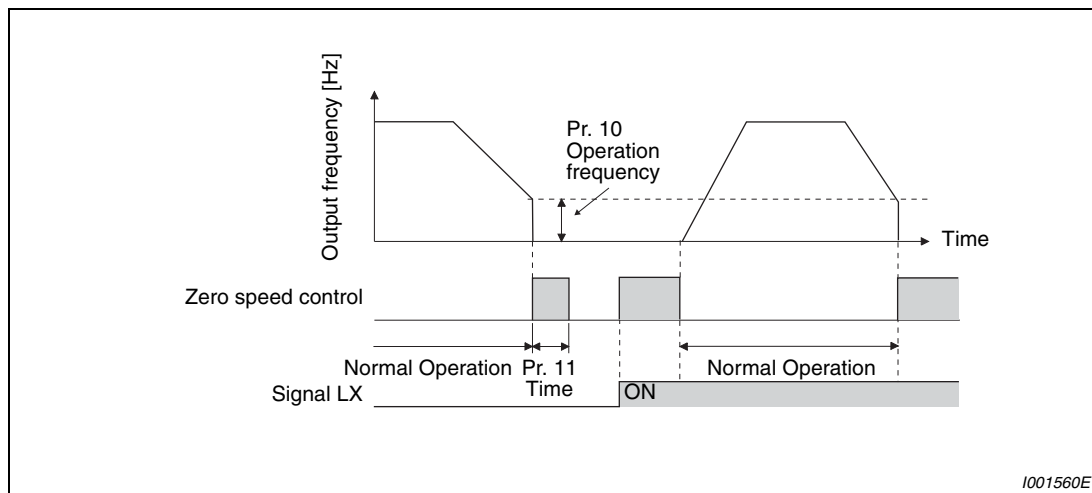 Output frequency [Hz]
Pr. 10
Operation
frequency
Time
Zero speed control
Normal Operation
Pr. 11
Time
Normal Operation
Signal LX
ON
I001560E